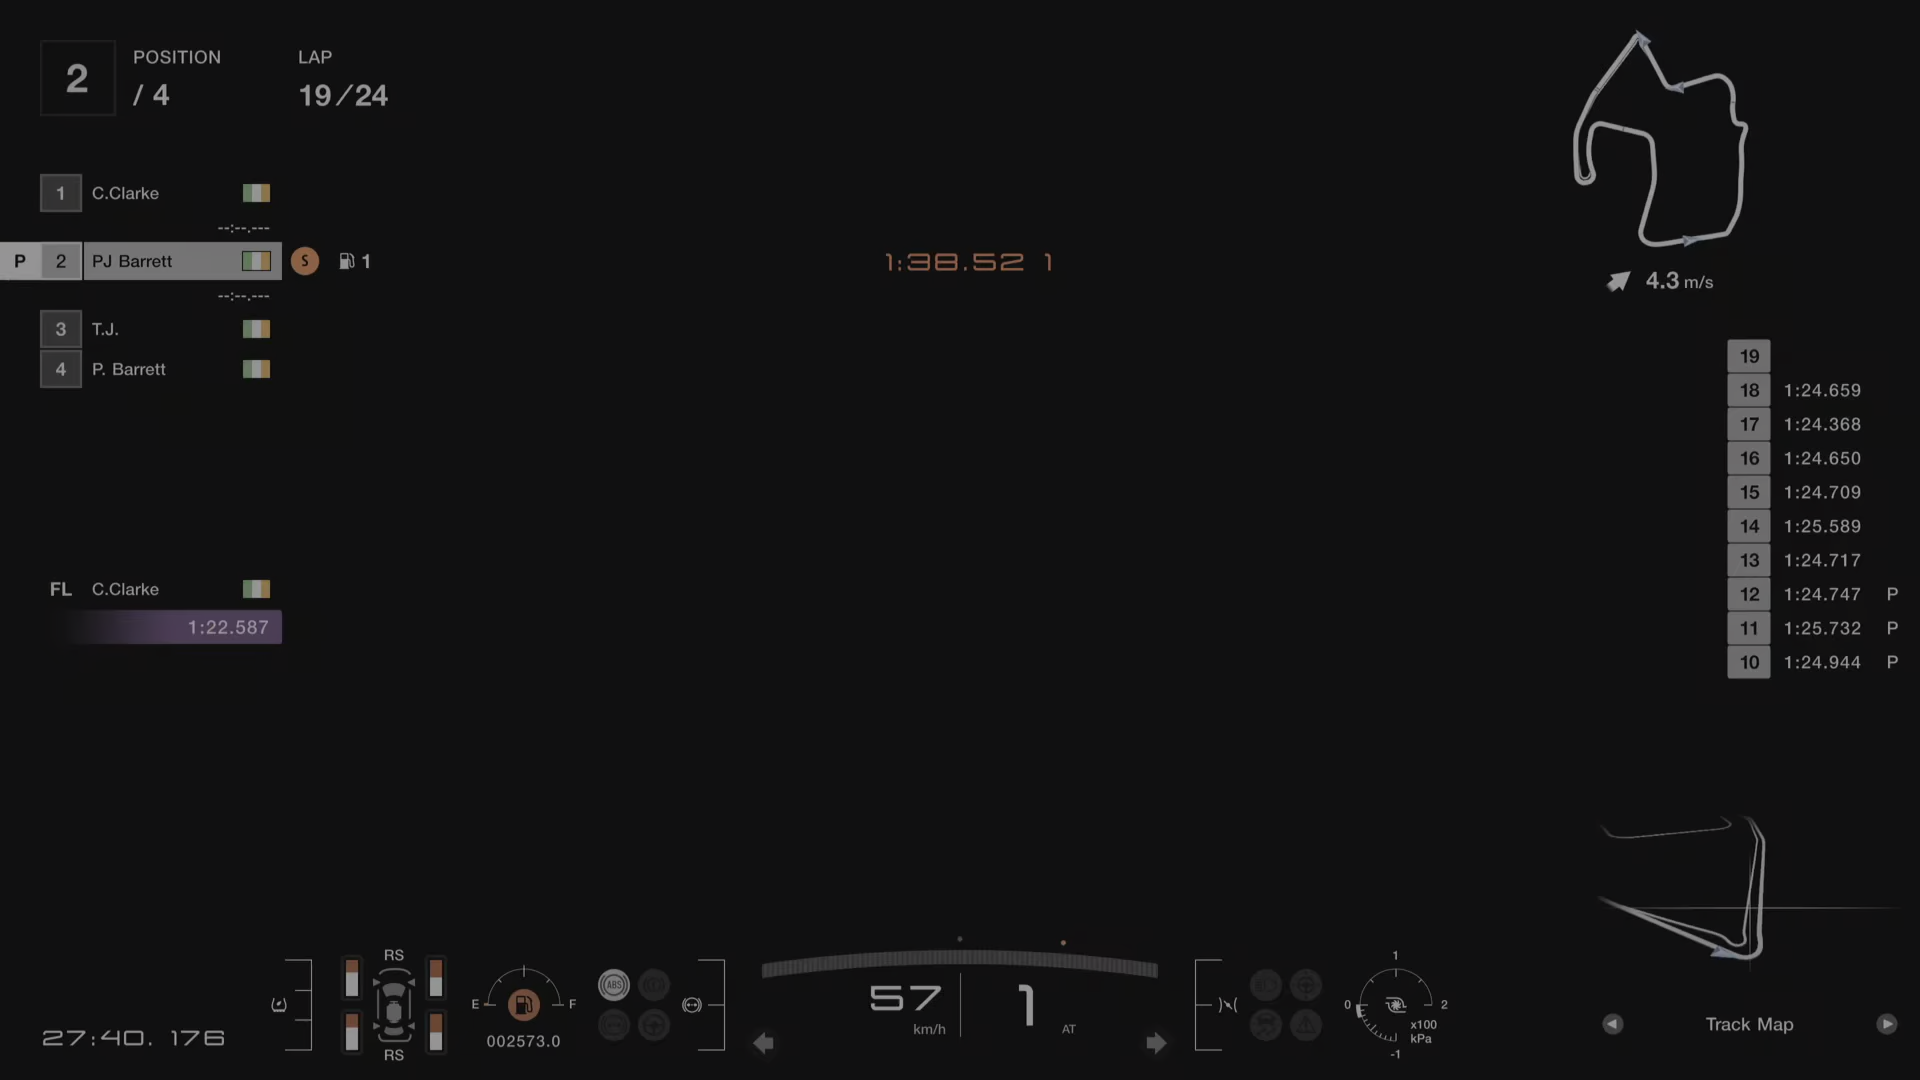 2
POSITION
/ 4
LAP
19/24
1 C.Clarke
--:--.---
P 2 PJ Barrett S 1
--:--.---
3 T.J.
4 P. Barrett
FL C.Clarke
1:22.587
1:38.52 1
4.3 m/s
19
18 1:24.659
17 1:24.368
16 1:24.650
15 1:24.709
14 1:25.589
13 1:24.717
12 1:24.747 P
11 1:25.732 P
10 1:24.944 P
27:40. 176
RS
RS
E F
002573.0
ABS
57
km/h
1
AT
1
0 2
x100
kPa
-1
Track Map